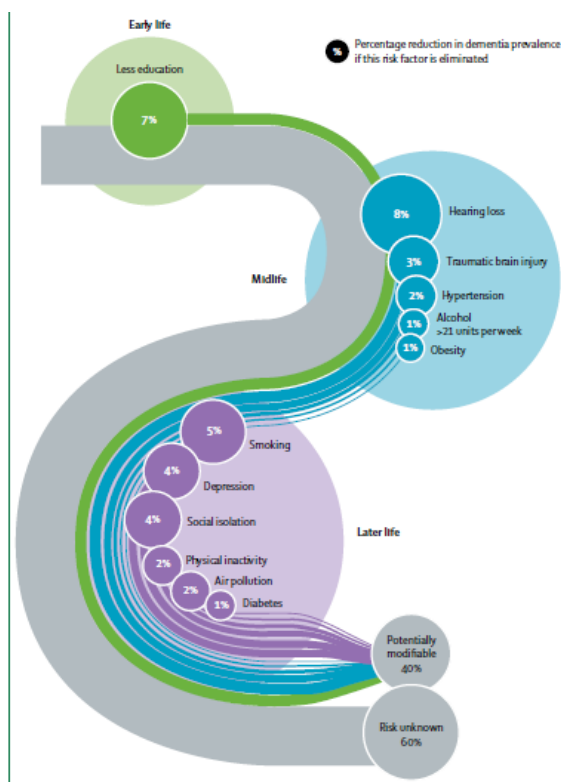 Early life
% Percentage reduction in dementia prevalence
if this risk factor is eliminated
Less education
7%
8%
Hearing loss
3%
Traumatic brain injury
Midlife
2%
Hypertension
1%
Alcohol
>21 units per week
1%
Obesity
5%
Smoking
4%
Depression
4%
Social isolation
Later life
2%
Physical inactivity
2%
Air pollution
1%
Diabetes
Potentially
modifiable
40%
Risk unknown
60%